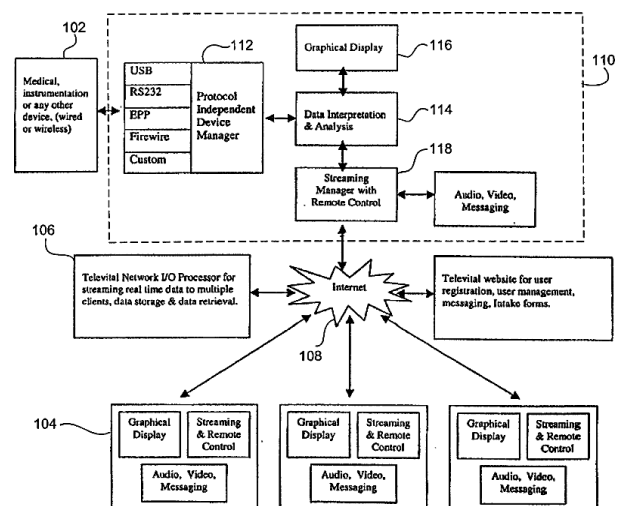 102
Medical,
instrumentation
or any other
device, (wired
or wireless)
112
USB
RS232
EPP
Firewire
Custom
Protocol
Independent
Device
Manager
Graphical Display
116
110
Data Interpretation
& Analysis
114
118
Streaming
Manager with
Remote Control
Audio, Video,
Messaging
106
Televital Network I/O Processor for
streaming real time data to multiple
clients, data storage & data retrieval.
Internet
108
Televital website for user
registration, user management,
messaging, Intake forms.
104
Graphical
Display
Streaming
& Remote
Control
Audio, Video,
Messaging
Graphical
Display
Streaming
& Remote
Control
Audio, Video,
Messaging
Graphical
Display
Streaming
& Remote
Control
Audio, Video,
Messaging